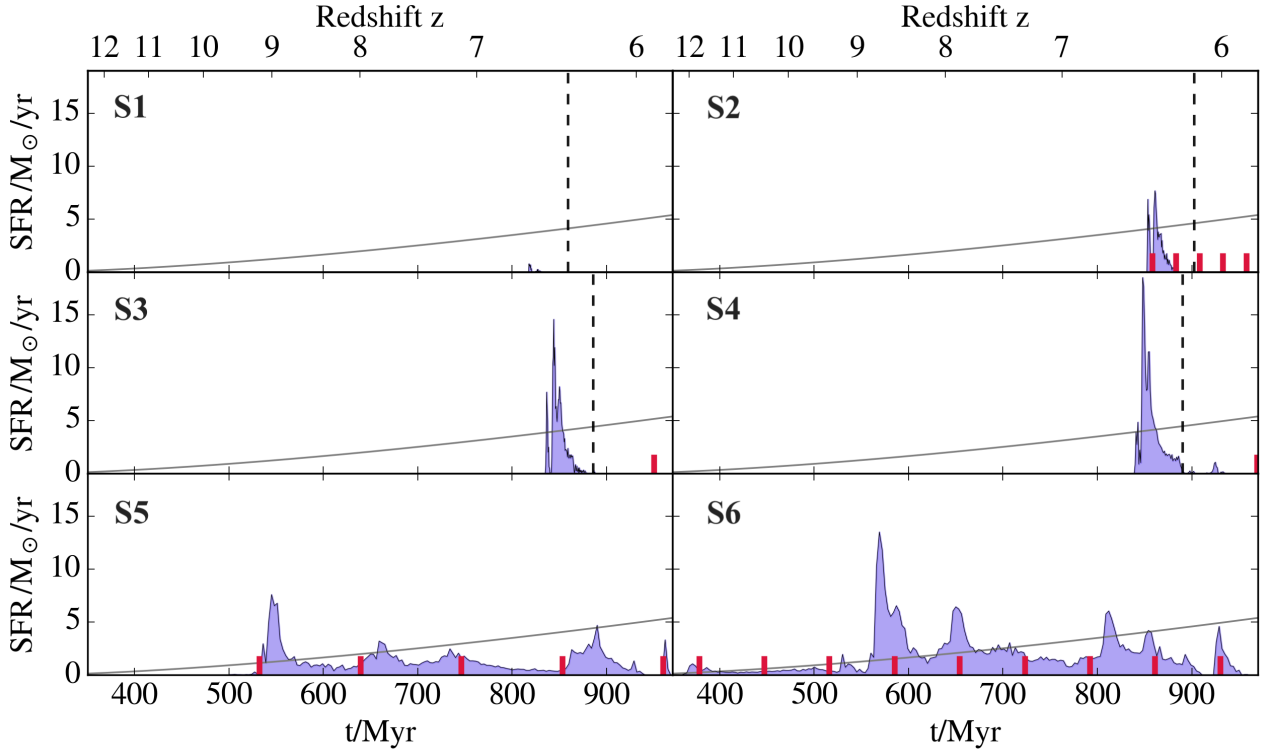 Redshift z Redshift z
12 11 10 9 8 7 6 12 11 10 9 8 7 6
S1 S2
SFR/M⊙/yr 15 10 5 0
S3 S4
SFR/M⊙/yr 15 10 5 0
S5 S6
SFR/M⊙/yr 15 10 5 0
400 500 600 700 800 900 400 500 600 700 800 900
t/Myr t/Myr